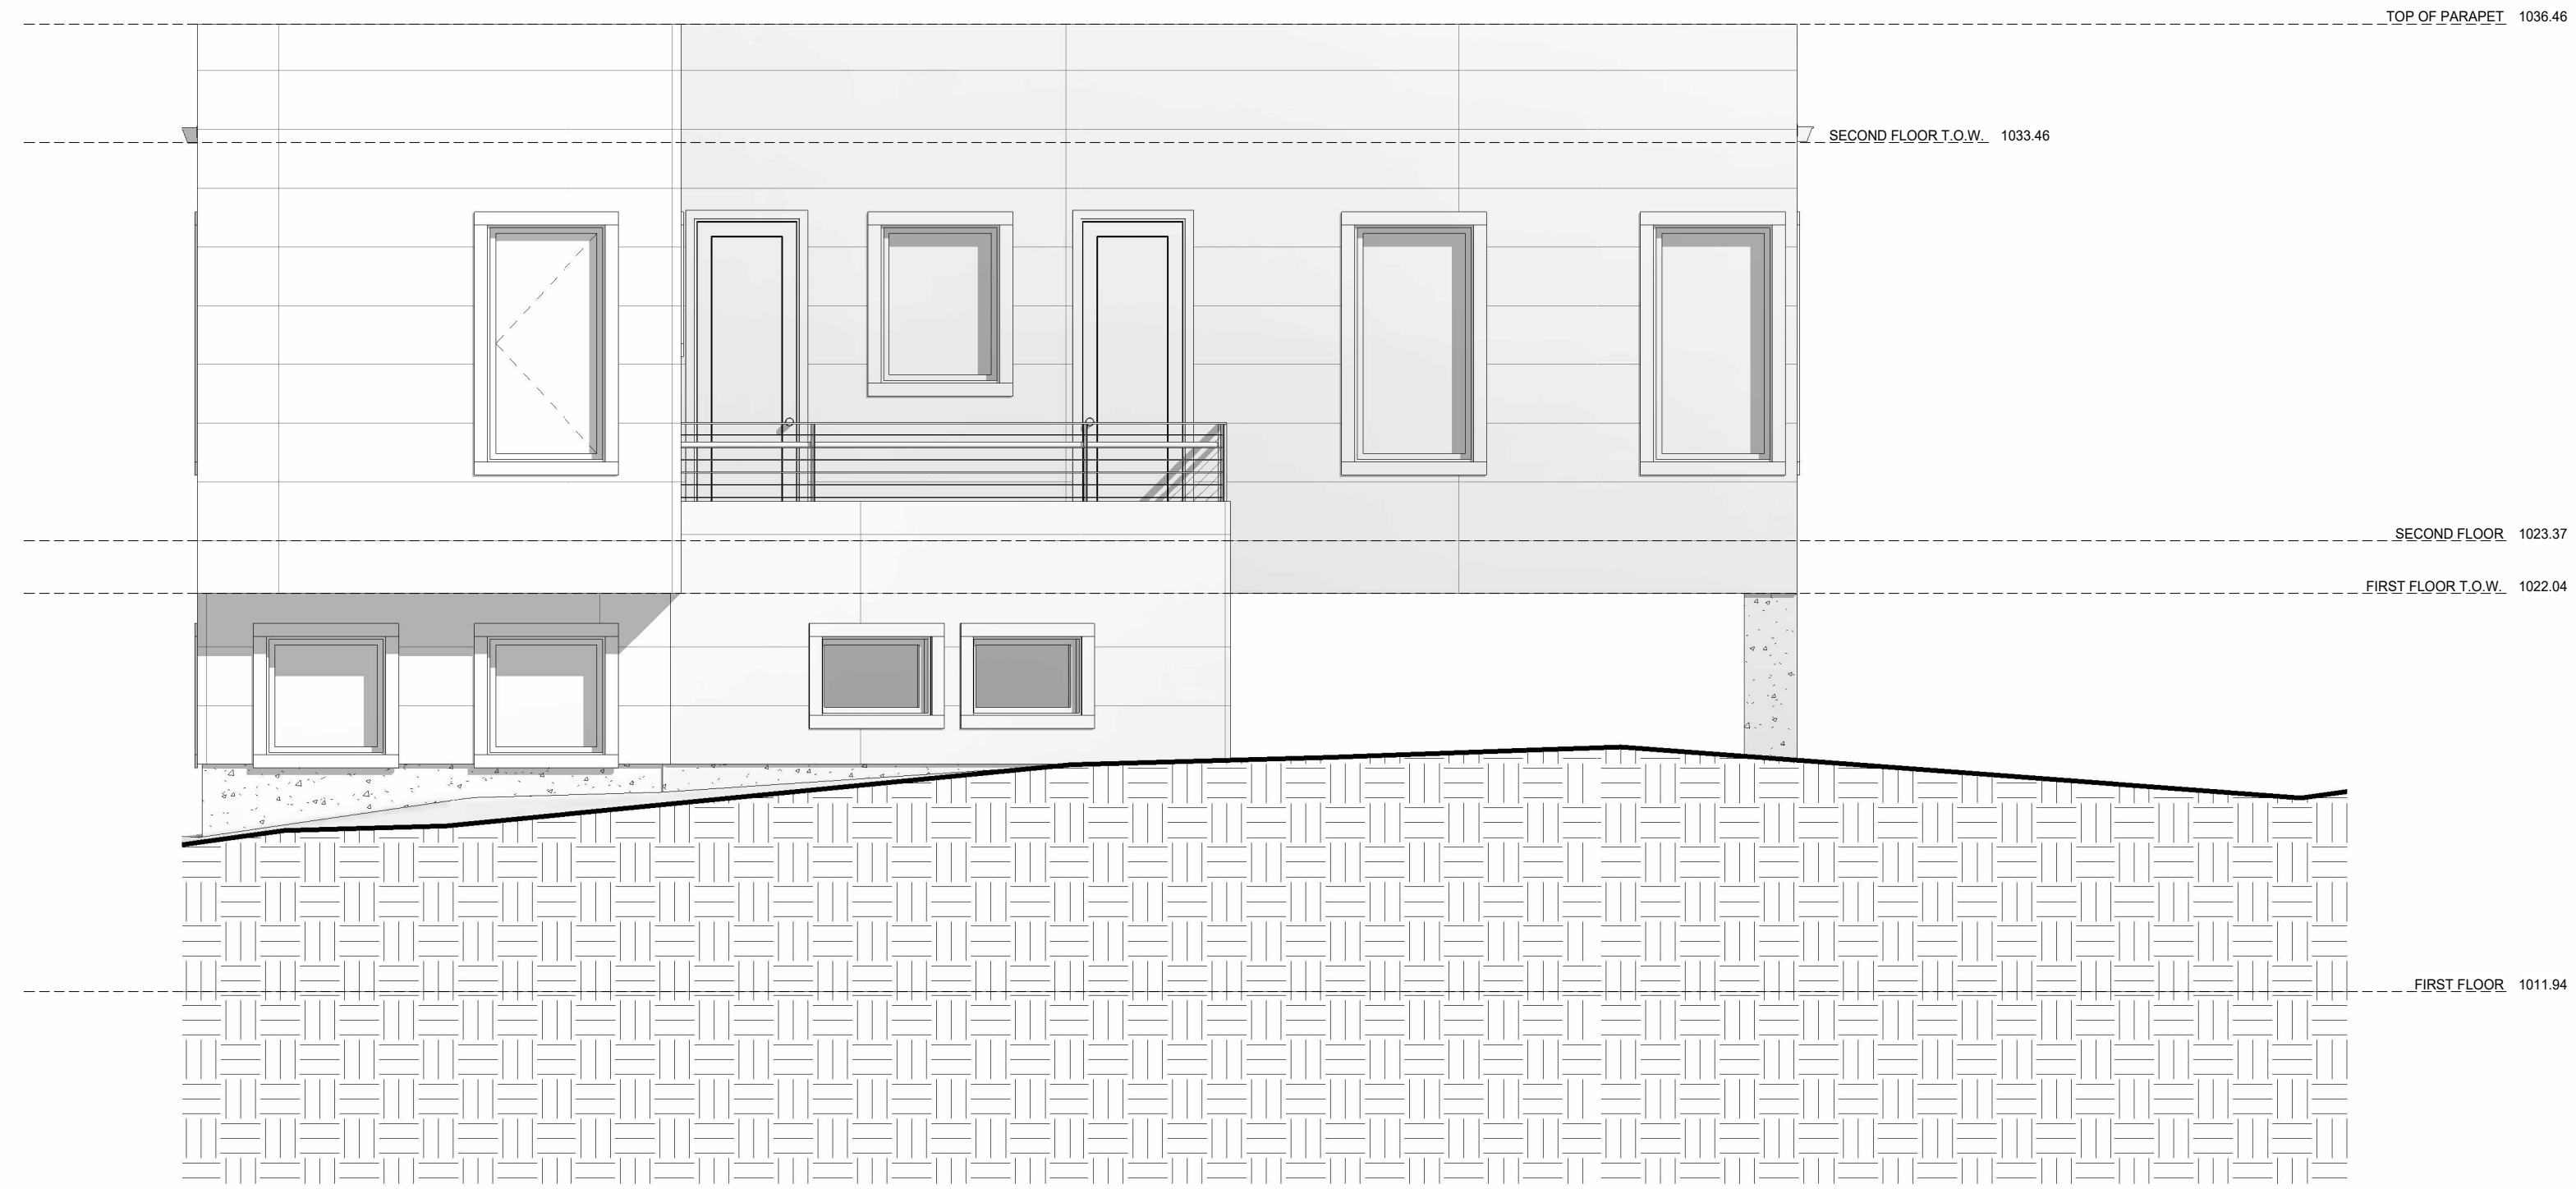 TOP OF PARAPET 1036.46
SECOND FLOOR T.O.W. 1033.46
SECOND FLOOR 1023.37
FIRST FLOOR T.O.W. 1022.04
FIRST FLOOR 1011.94